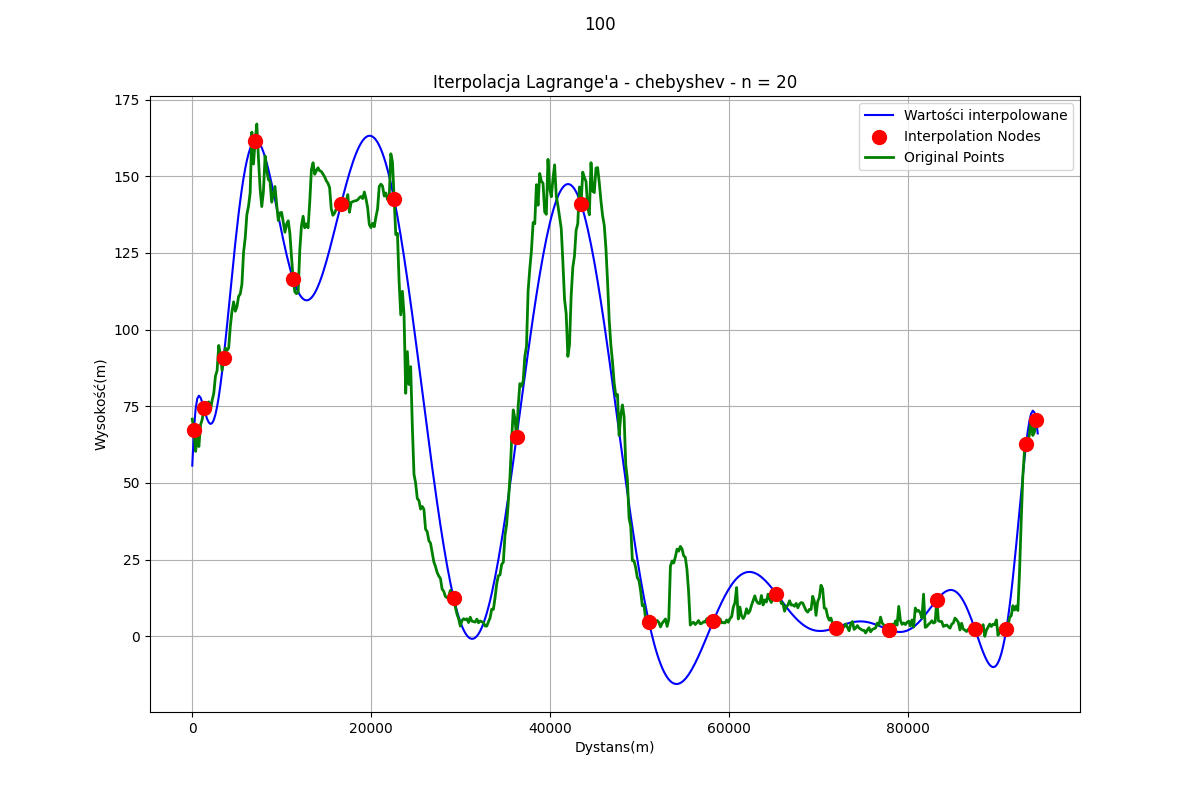 100
Iterpolacja Lagrange'a - chebyshev - n = 20
Wartości interpolowane
Interpolation Nodes
Original Points
Wysokość(m)
175
150
125
100
75
50
25
0
0 20000 40000 60000 80000
Dystans(m)